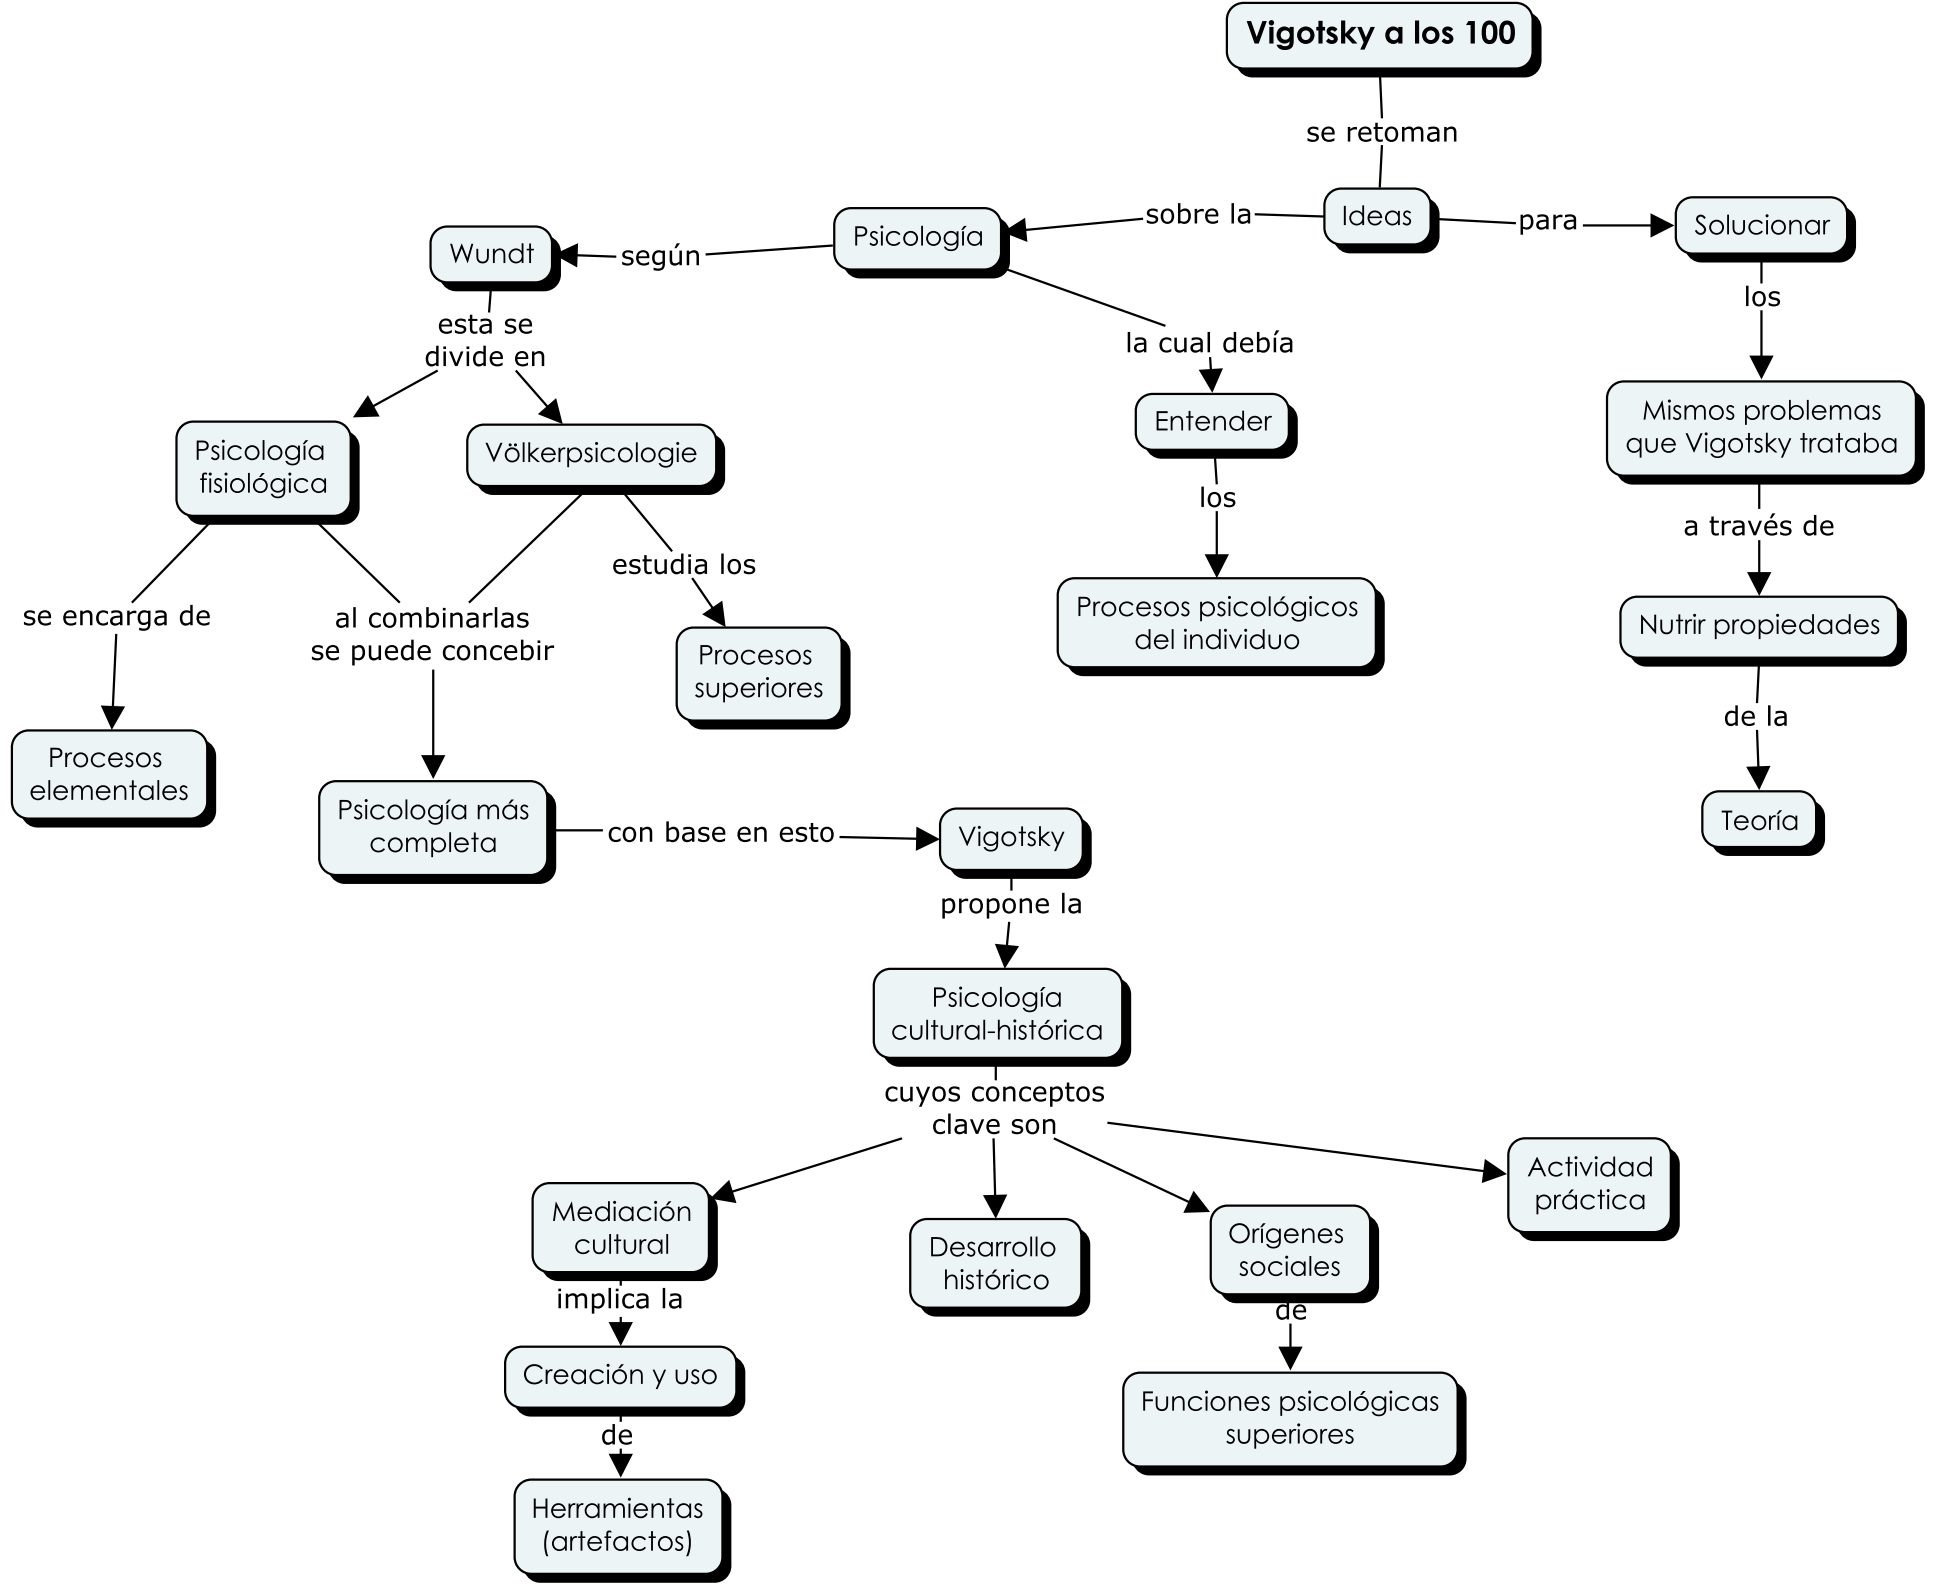 Vigotsky a los 100
se retoman
Ideas
sobre la
Psicología
según
Wundt
esta se
divide en
Psicología
fisiológica
Völkerpsicologie
se encarga de
Procesos
elementales
al combinarlas
se puede concebir
estudia los
Procesos
superiores
Psicología más
completa
con base en esto
Vigotsky
propone la
Psicología
cultural-histórica
cuyos conceptos
clave son
Mediación
cultural
implica la
Creación y uso
de
Herramientas
(artefactos)
Desarrollo
histórico
Orígenes
sociales
de
Funciones psicológicas
superiores
Actividad
práctica
la cual debía
Entender
los
Procesos psicológicos
del individuo
para
Solucionar
los
Mismos problemas
que Vigotsky trataba
a través de
Nutrir propiedades
de la
Teoría